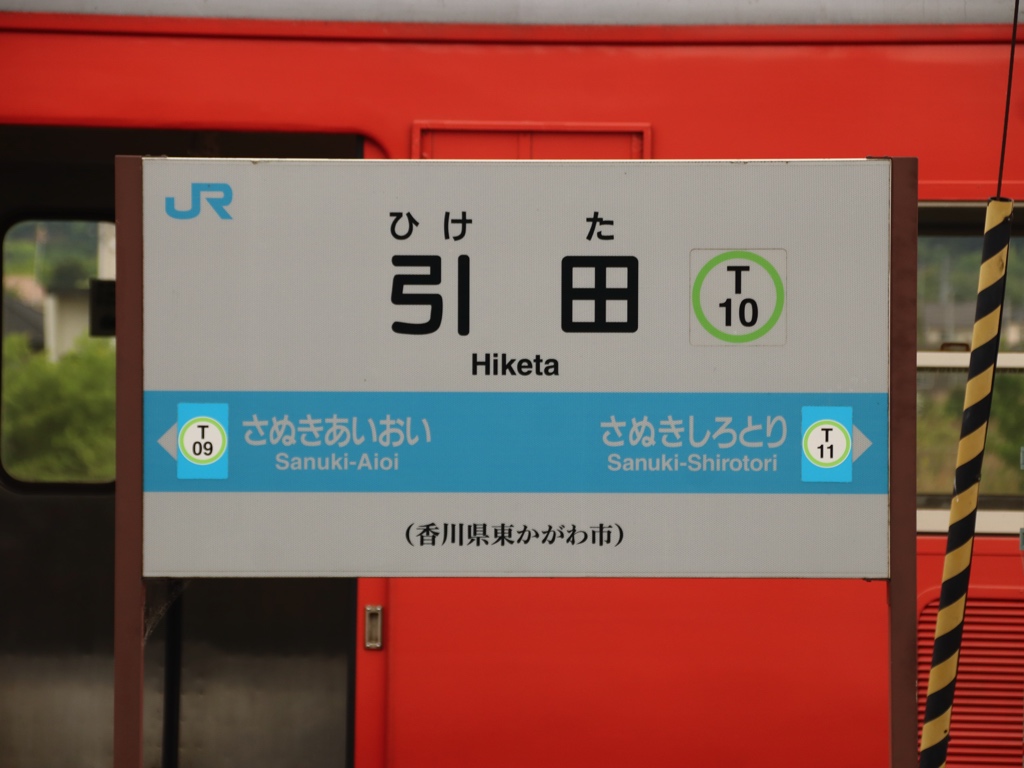 JR
ひけ た
引 田
T
10
Hiketa
T
09
さぬきあいおい
Sanuki-Aioi
さぬきしろとり
Sanuki-Shirotori
T
11
(香川県東かがわ市)